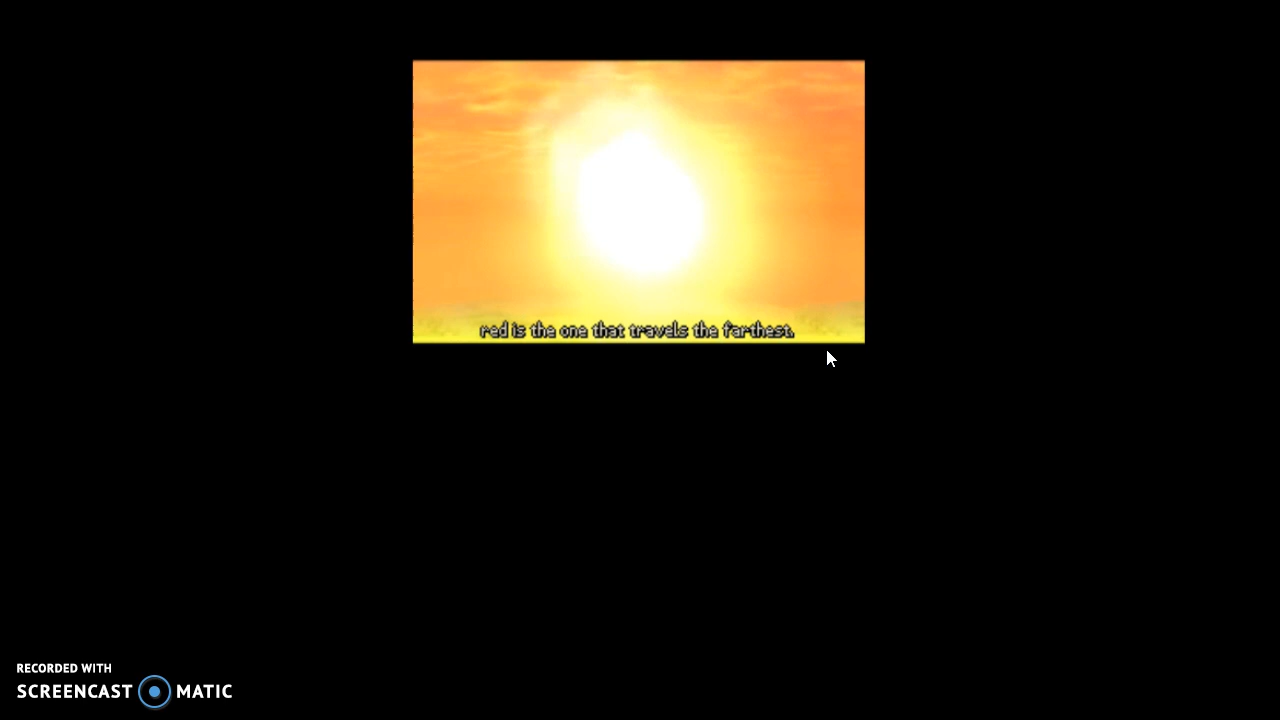 red is the one that travels the farthest.
RECORDED WITH
SCREENCAST MATIC